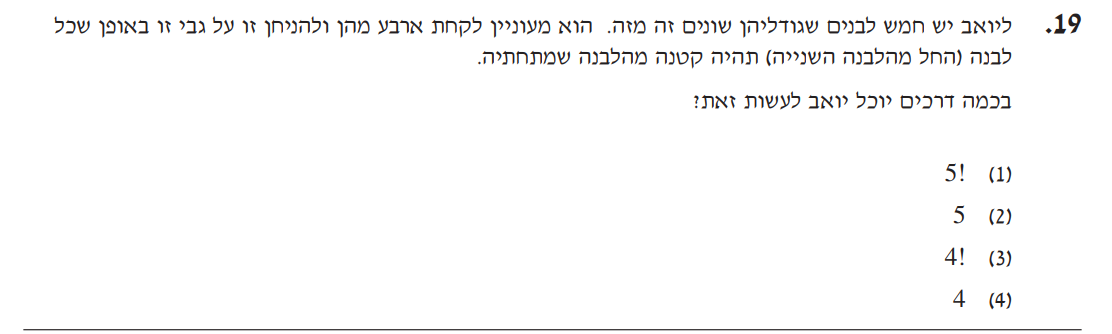 19. ליואב יש חמש לבנים שגודליהן שונים זה מזה. הוא מעוניין לקחת ארבע מהן ולהניחן זו על גבי זו באופן שכל
לבנה (החל מהלבנה השנייה) תהיה קטנה מהלבנה שמתחתיה.
בכמה דרכים יוכל יואב לעשות זאת?
(1) 5!
(2) 5
(3) 4!
(4) 4